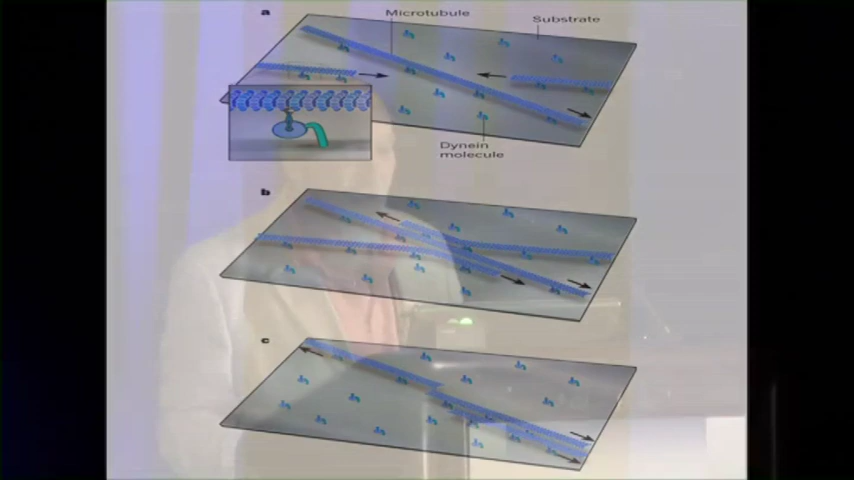 a
Microtubule
Substrate
Dynein
molecule
b
c